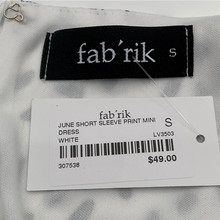 fab'rik S
fab'rik
JUNE SHORT SLEEVE PRINT MINI S
DRESS
WHITE LV3503
307538 $49.00